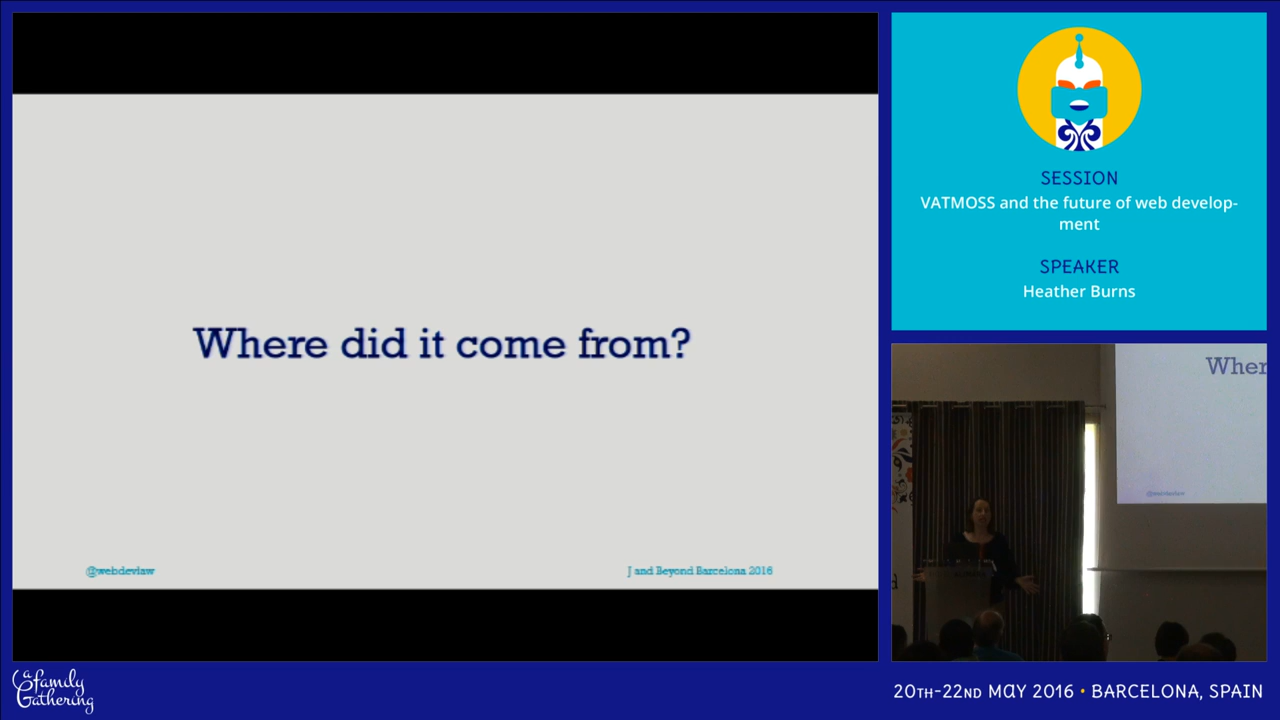 Where did it come from?
@webdevlaw
J and Beyond Barcelona 2016
SESSION
VATMOSS and the future of web develop-
ment
SPEAKER
Heather Burns
Wher
@webdevlaw
a family
Gathering
20TH-22ND MAY 2016 • BARCELONA, SPAIN